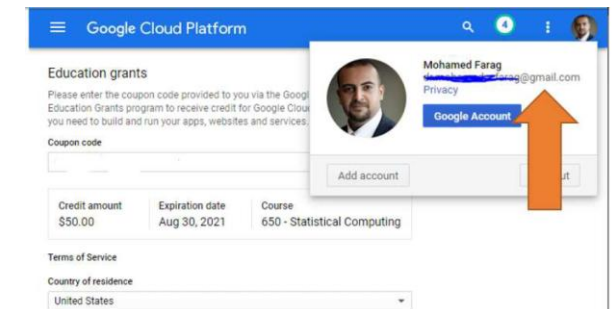 Google Cloud Platform
4
Mohamed Farag
@gmail.com
Privacy
Google Account
Add account
ut
Education grants
Please enter the coupon code provided to you via the Googl
Education Grants program to receive credit for Google Clou
you need to build and run your apps, websites and services.
Coupon code
Credit amount
Expiration date
Course
$50.00
Aug 30, 2021
650 - Statistical Computing
Terms of Service
Country of residence
United States